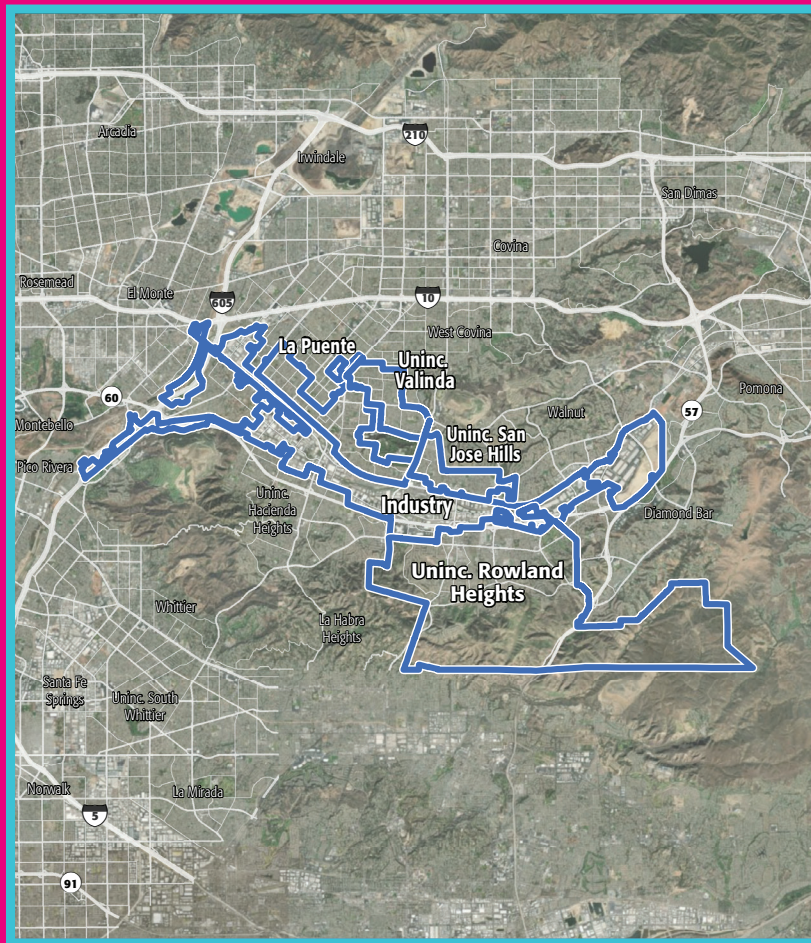 210
Arcadia
Irwindale
San Dimas
Covina
Rosemead
El Monte
605
10
West Covina
La Puente
Uninc.
Valinda
60
Pomona
57
Walnut
Montebello
Uninc. San
Jose Hills
Pico Rivera
Uninc.
Hacienda
Heights
Industry
Diamond Bar
Uninc. Rowland
Heights
Whittier
La Habra
Heights
Santa Fe
Springs
Uninc. South
Whittier
Norwalk
La Mirada
5
91